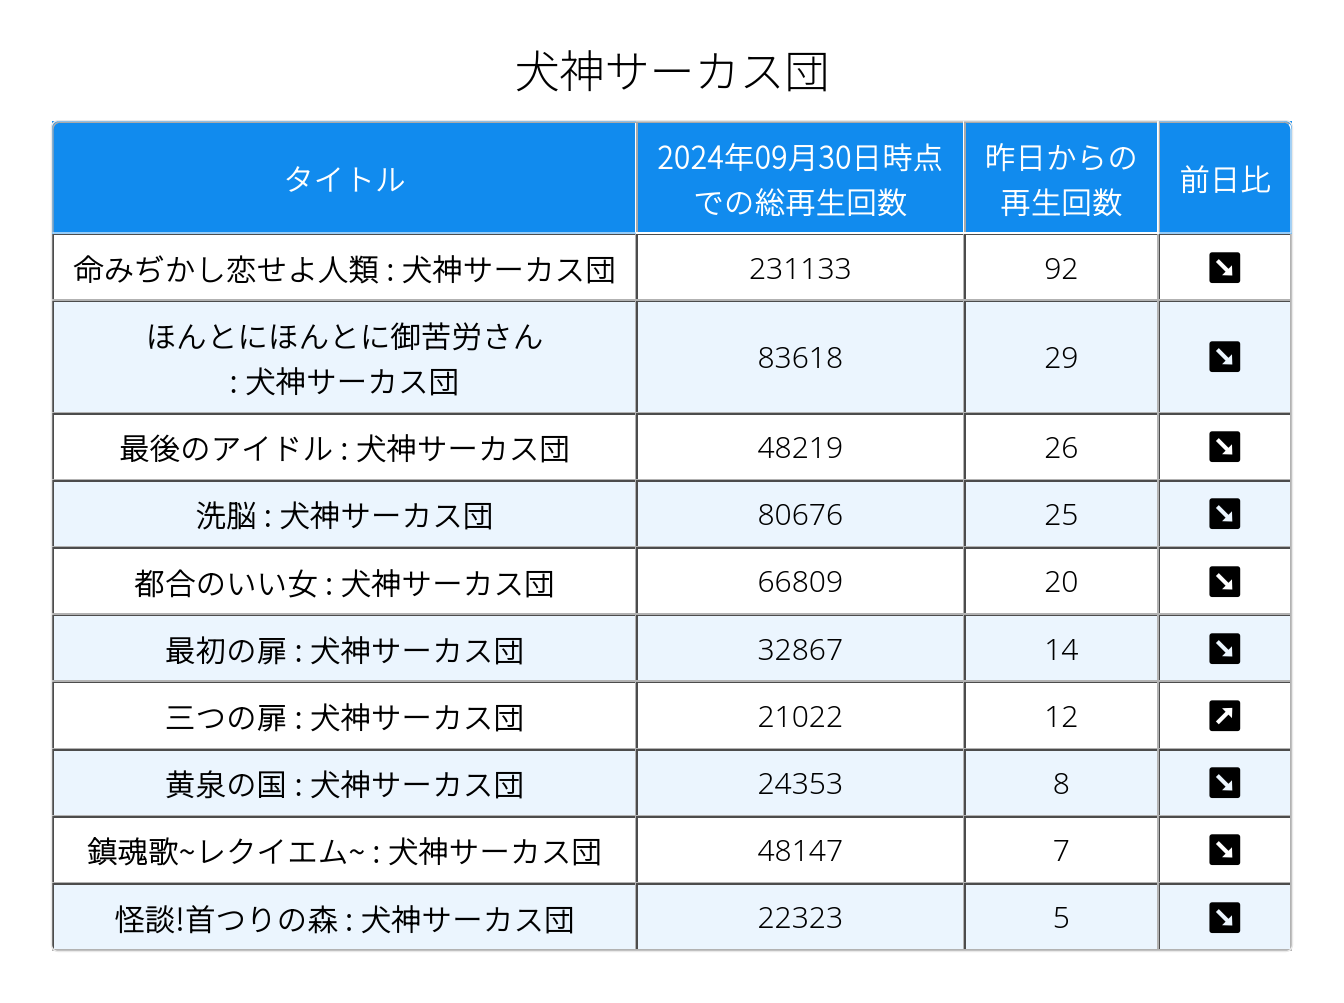 犬神サーカス団
タイトル
2024年09月30日時点
での総再生回数
昨日からの
再生回数
前日比
命みぢかし恋せよ人類 : 犬神サーカス団 231133 92 ↘
ほんとにほんとに御苦労さん
: 犬神サーカス団 83618 29 ↘
最後のアイドル : 犬神サーカス団 48219 26 ↘
洗脳 : 犬神サーカス団 80676 25 ↘
都合のいい女 : 犬神サーカス団 66809 20 ↘
最初の扉 : 犬神サーカス団 32867 14 ↘
三つの扉 : 犬神サーカス団 21022 12 ↗
黄泉の国 : 犬神サーカス団 24353 8 ↘
鎮魂歌~レクイエム~ : 犬神サーカス団 48147 7 ↘
怪談!首つりの森 : 犬神サーカス団 22323 5 ↘